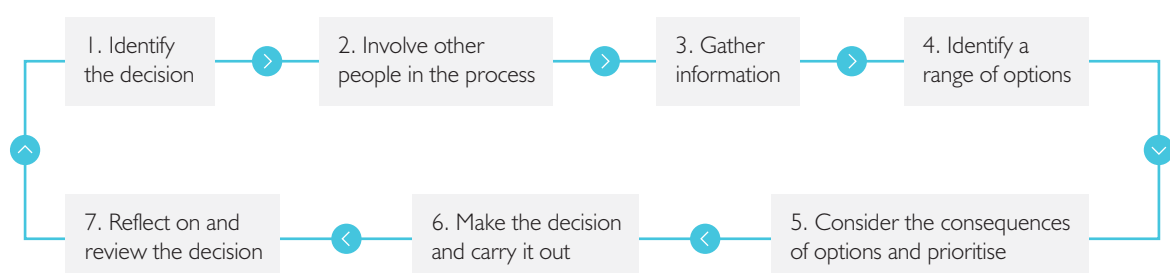 1. Identify
the decision
2. Involve other
people in the process
3. Gather
information
4. Identify a
range of options
5. Consider the consequences
of options and prioritise
6. Make the decision
and carry it out
7. Reflect on and
review the decision